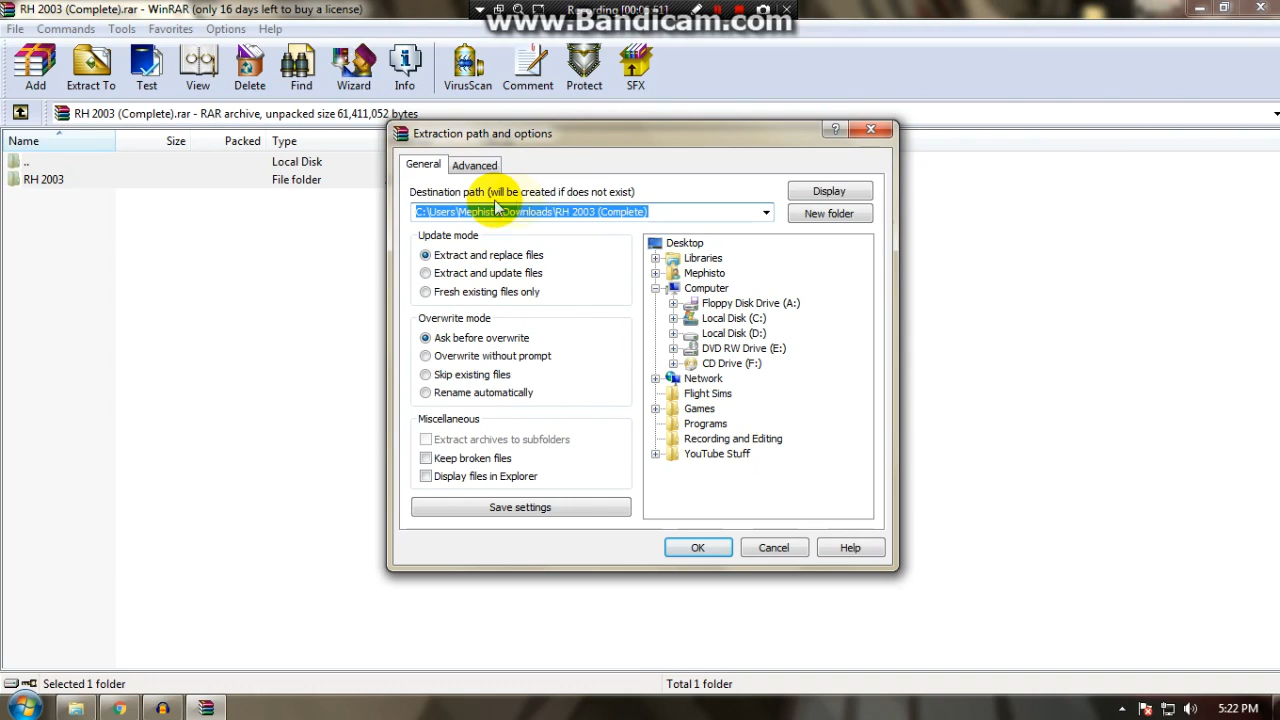 RH 2003 (Complete).rar - WinRAR (only 16 days left to buy a license)
www.Bandicam.com
File Commands Tools Favorites Options Help
Add Extract To Test View Delete Find Wizard Info VirusScan Comment Protect SFX
RH 2003 (Complete).rar - RAR archive, unpacked size 61,411,052 bytes
Name Size Packed Type
.. Local Disk
RH 2003 File folder
Extraction path and options
General Advanced
Destination path (will be created if does not exist)
Display
C:\Users\Mephisto\Downloads\RH 2003 (Complete)
New folder
Update mode
Extract and replace files
Extract and update files
Fresh existing files only
Overwrite mode
Ask before overwrite
Overwrite without prompt
Skip existing files
Rename automatically
Miscellaneous
Extract archives to subfolders
Keep broken files
Display files in Explorer
Save settings
Desktop
Libraries
Mephisto
Computer
Floppy Disk Drive (A:)
Local Disk (C:)
Local Disk (D:)
DVD RW Drive (E:)
CD Drive (F:)
Network
Flight Sims
Games
Programs
Recording and Editing
YouTube Stuff
OK Cancel Help
Selected 1 folder Total 1 folder
5:22 PM